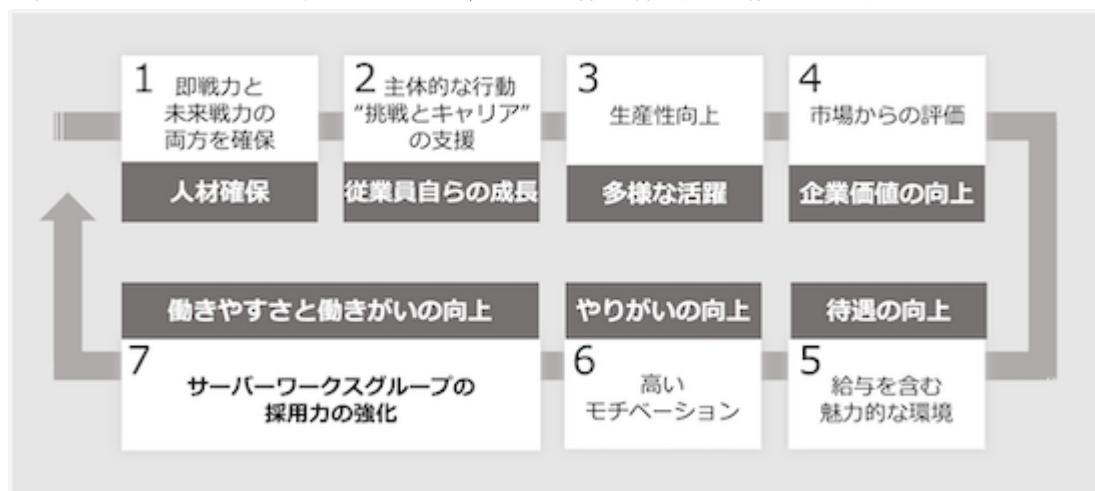 1 即戦力と
未来戦力の
両方を確保
人材確保
2 主体的な行動
“挑戦とキャリア”
の支援
従業員自らの成長
3
生産性向上
多様な活躍
4
市場からの評価
企業価値の向上
待遇の向上
5 給与を含む
魅力的な環境
やりがいの向上
6 高い
モチベーション
働きやすさと働きがいの向上
7
サーバーワークスグループの
採用力の強化